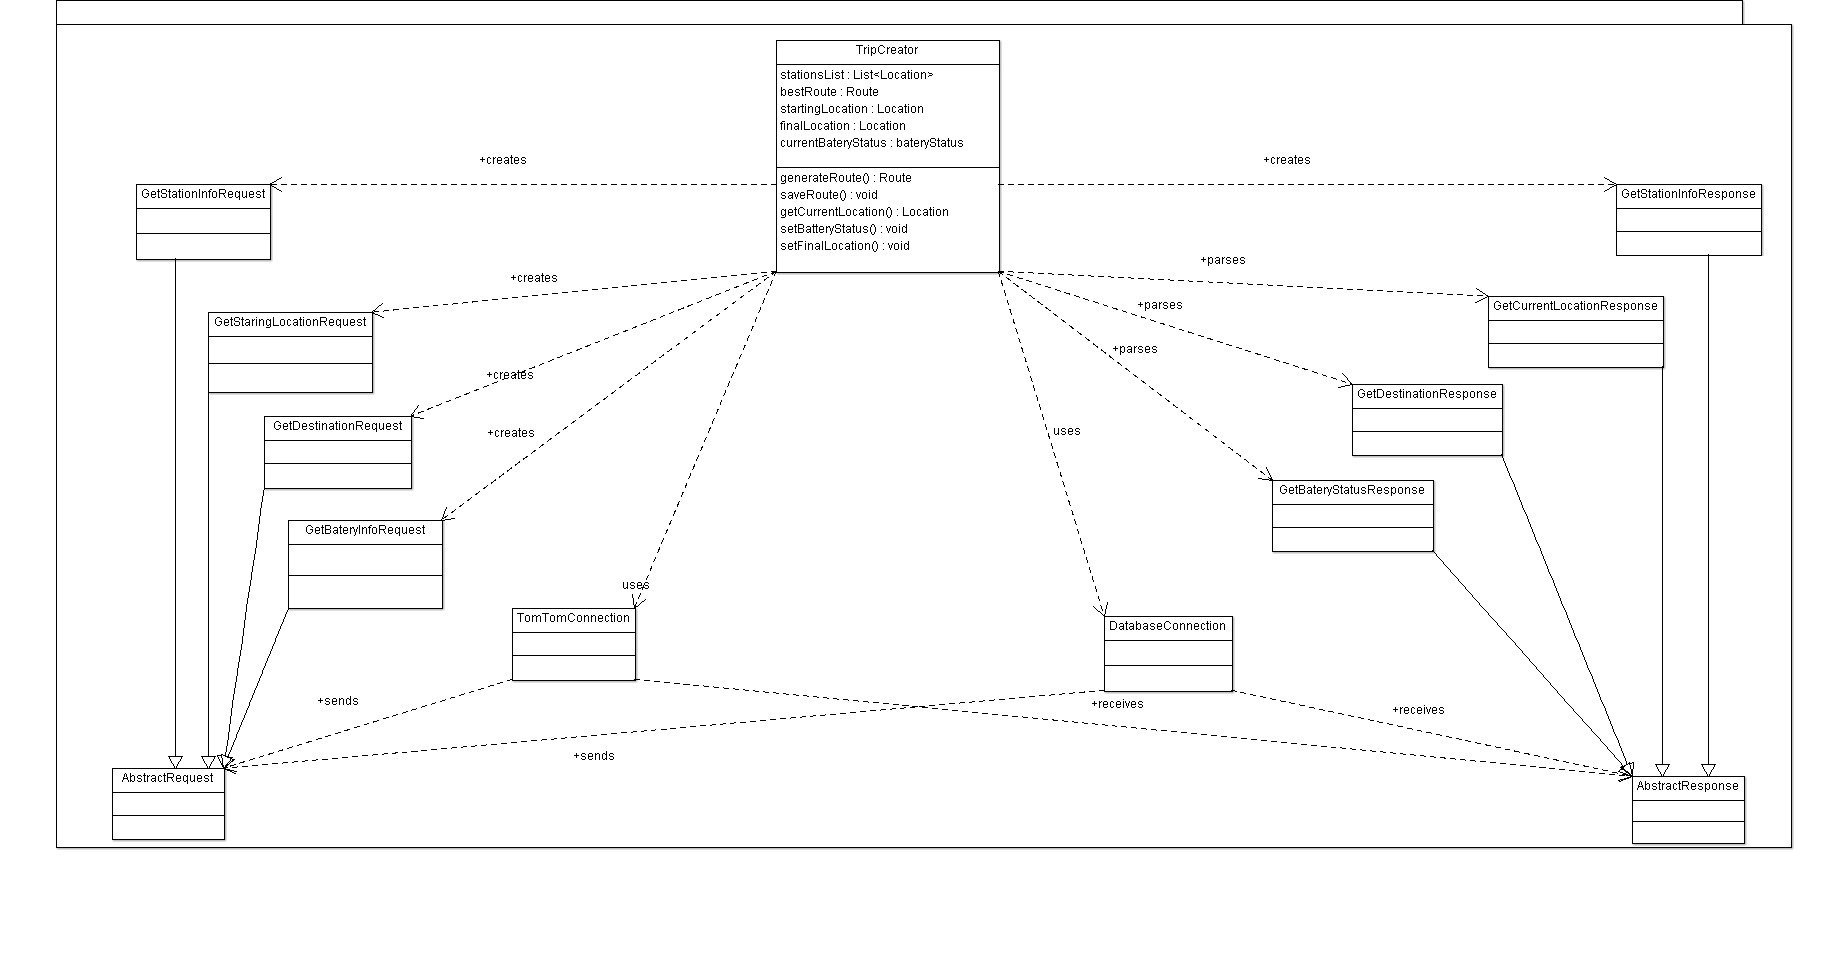 TripCreator
stationsList : List<Location>
bestRoute : Route
startingLocation : Location
finalLocation : Location
currentBateryStatus : bateryStatus
generateRoute() : Route
saveRoute() : void
getCurrentLocation() : Location
setBatteryStatus() : void
setFinalLocation() : void
+creates
+creates
GetStationInfoRequest
GetStationInfoResponse
+creates
+parses
GetStaringLocationRequest
GetCurrentLocationResponse
+parses
+parses
+creates
GetDestinationRequest
GetDestinationResponse
+creates
uses
GetBateryInfoRequest
GetBateryStatusResponse
uses
TomTomConnection
DatabaseConnection
+sends
+receives
+receives
+sends
AbstractRequest
AbstractResponse